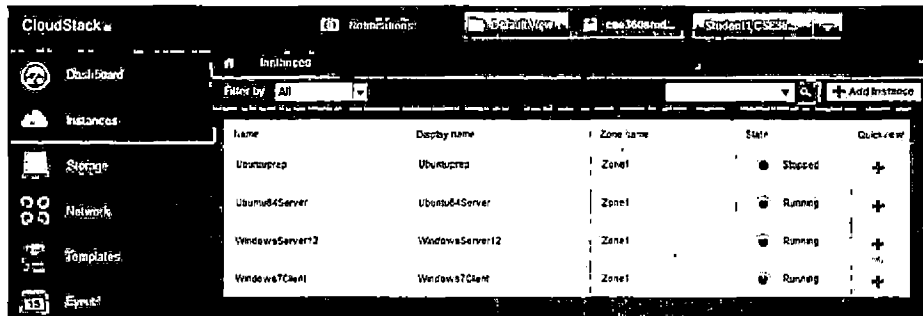 CloudStack
Notifications
Default View
Student1 CSE3
Dashboard
Instances
Filter by All
Add Instance
Instances
Name Display name Zone name State Quickview
Storage
Ubuntuprep Ubuntuprep Zone1 Stopped
Network
Ubuntu64Server Ubuntu64Server Zone1 Running
Templates
WindowsServer12 WindowsServer12 Zone1 Running
Windows7Client Windows7Client Zone1 Running
Events